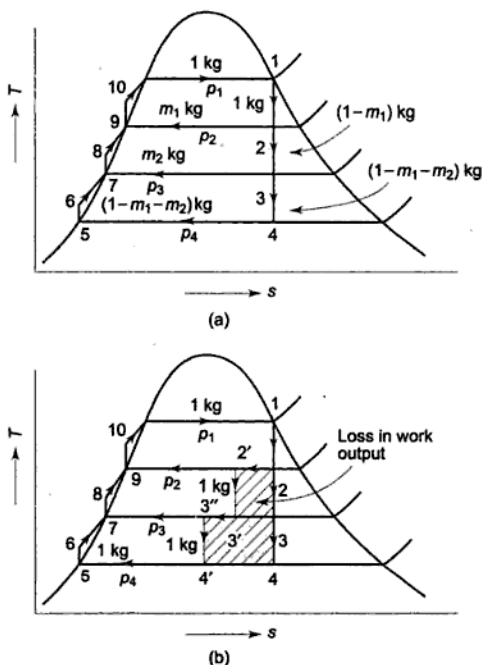 1 kg
1
10
p₁
1 kg
T
m₁ kg
(1−m₁) kg
9
p₂
8
m₂ kg
2
(1−m₁−m₂) kg
7
p₃
6
(1−m₁−m₂) kg
3
5
p₄
4
s
(a)
1 kg
1
10
p₁
Loss in work
output
T
2′
9
p₂
8
1 kg
2
3″
7
p₃
6
1 kg
1 kg
3′
3
5
p₄
4′
4
s
(b)